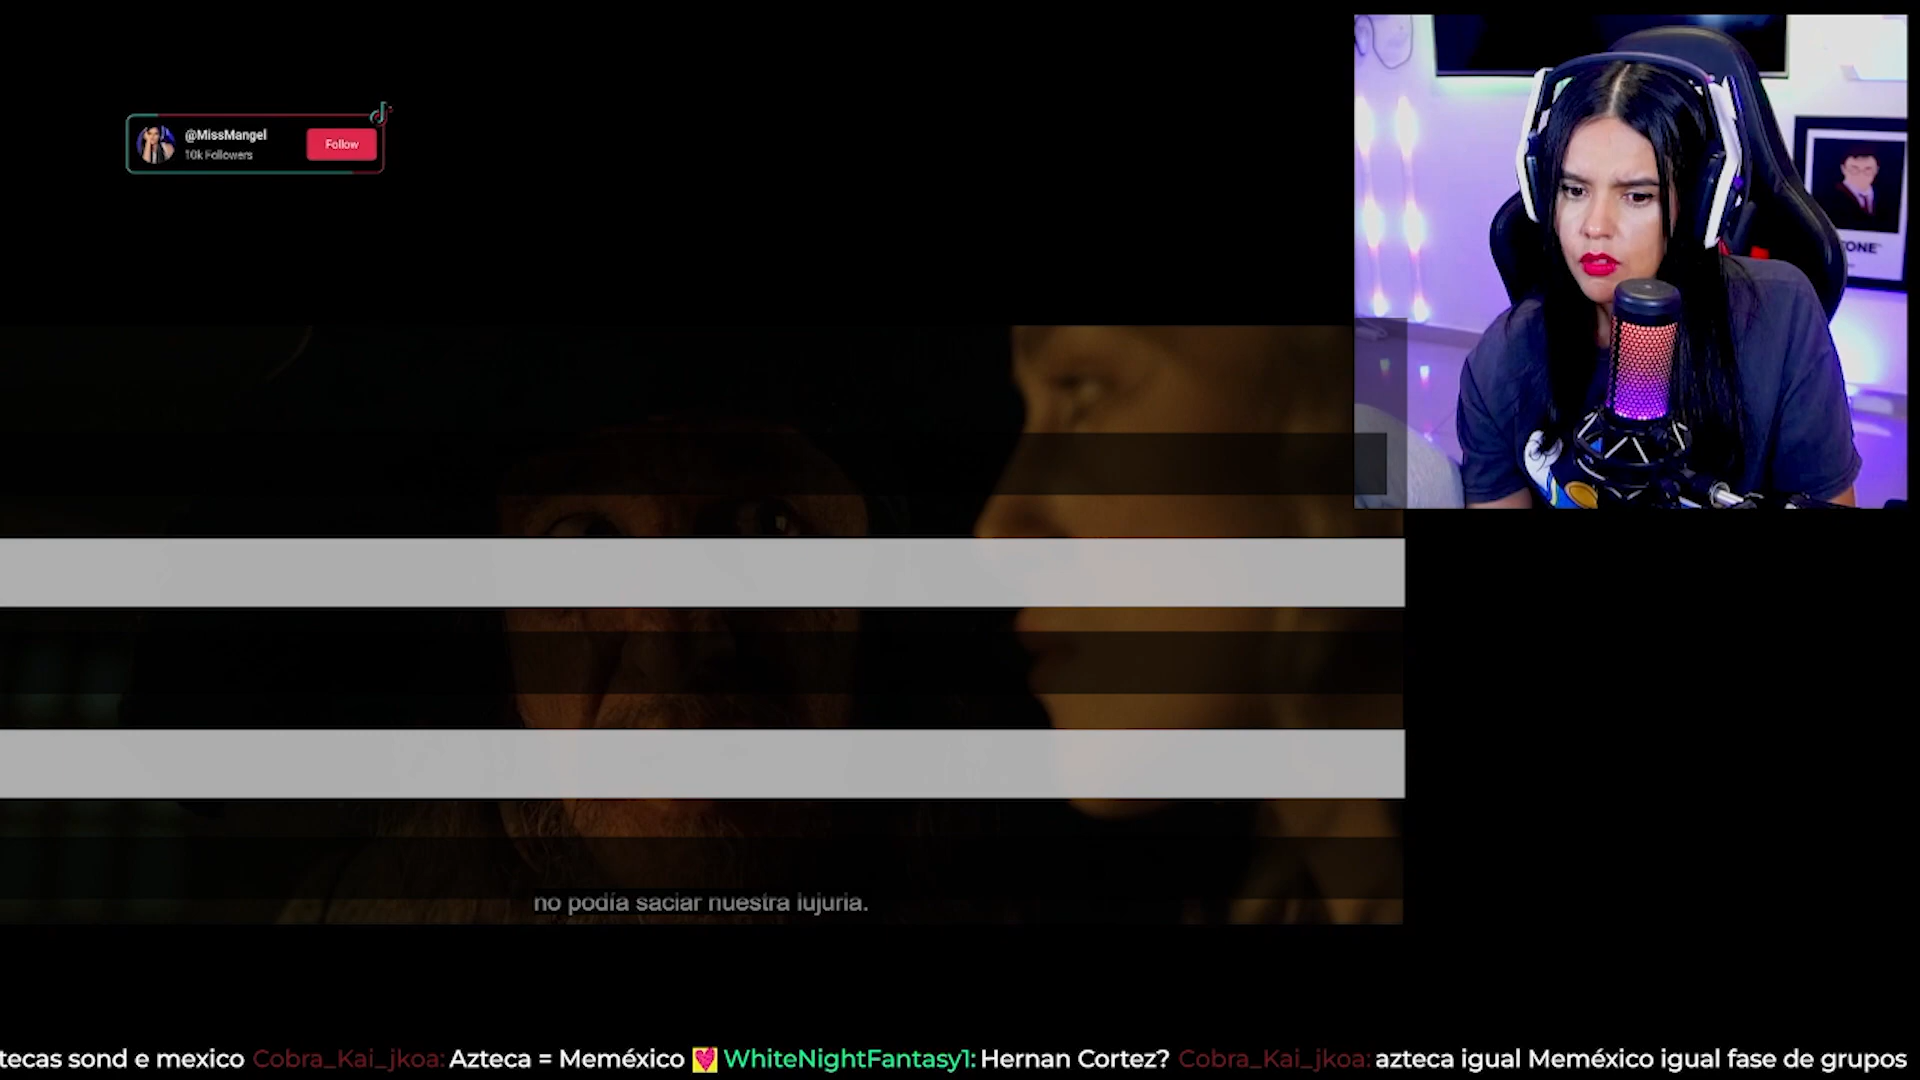 @MissMangel
10k Followers
Follow
ONE
no podía saciar nuestra lujuria.
tecas sond e mexico Cobra_Kai_jkoa: Azteca = Meméxico WhiteNightFantasy1: Hernan Cortez? Cobra_Kai_jkoa: azteca igual Meméxico igual fase de grupos